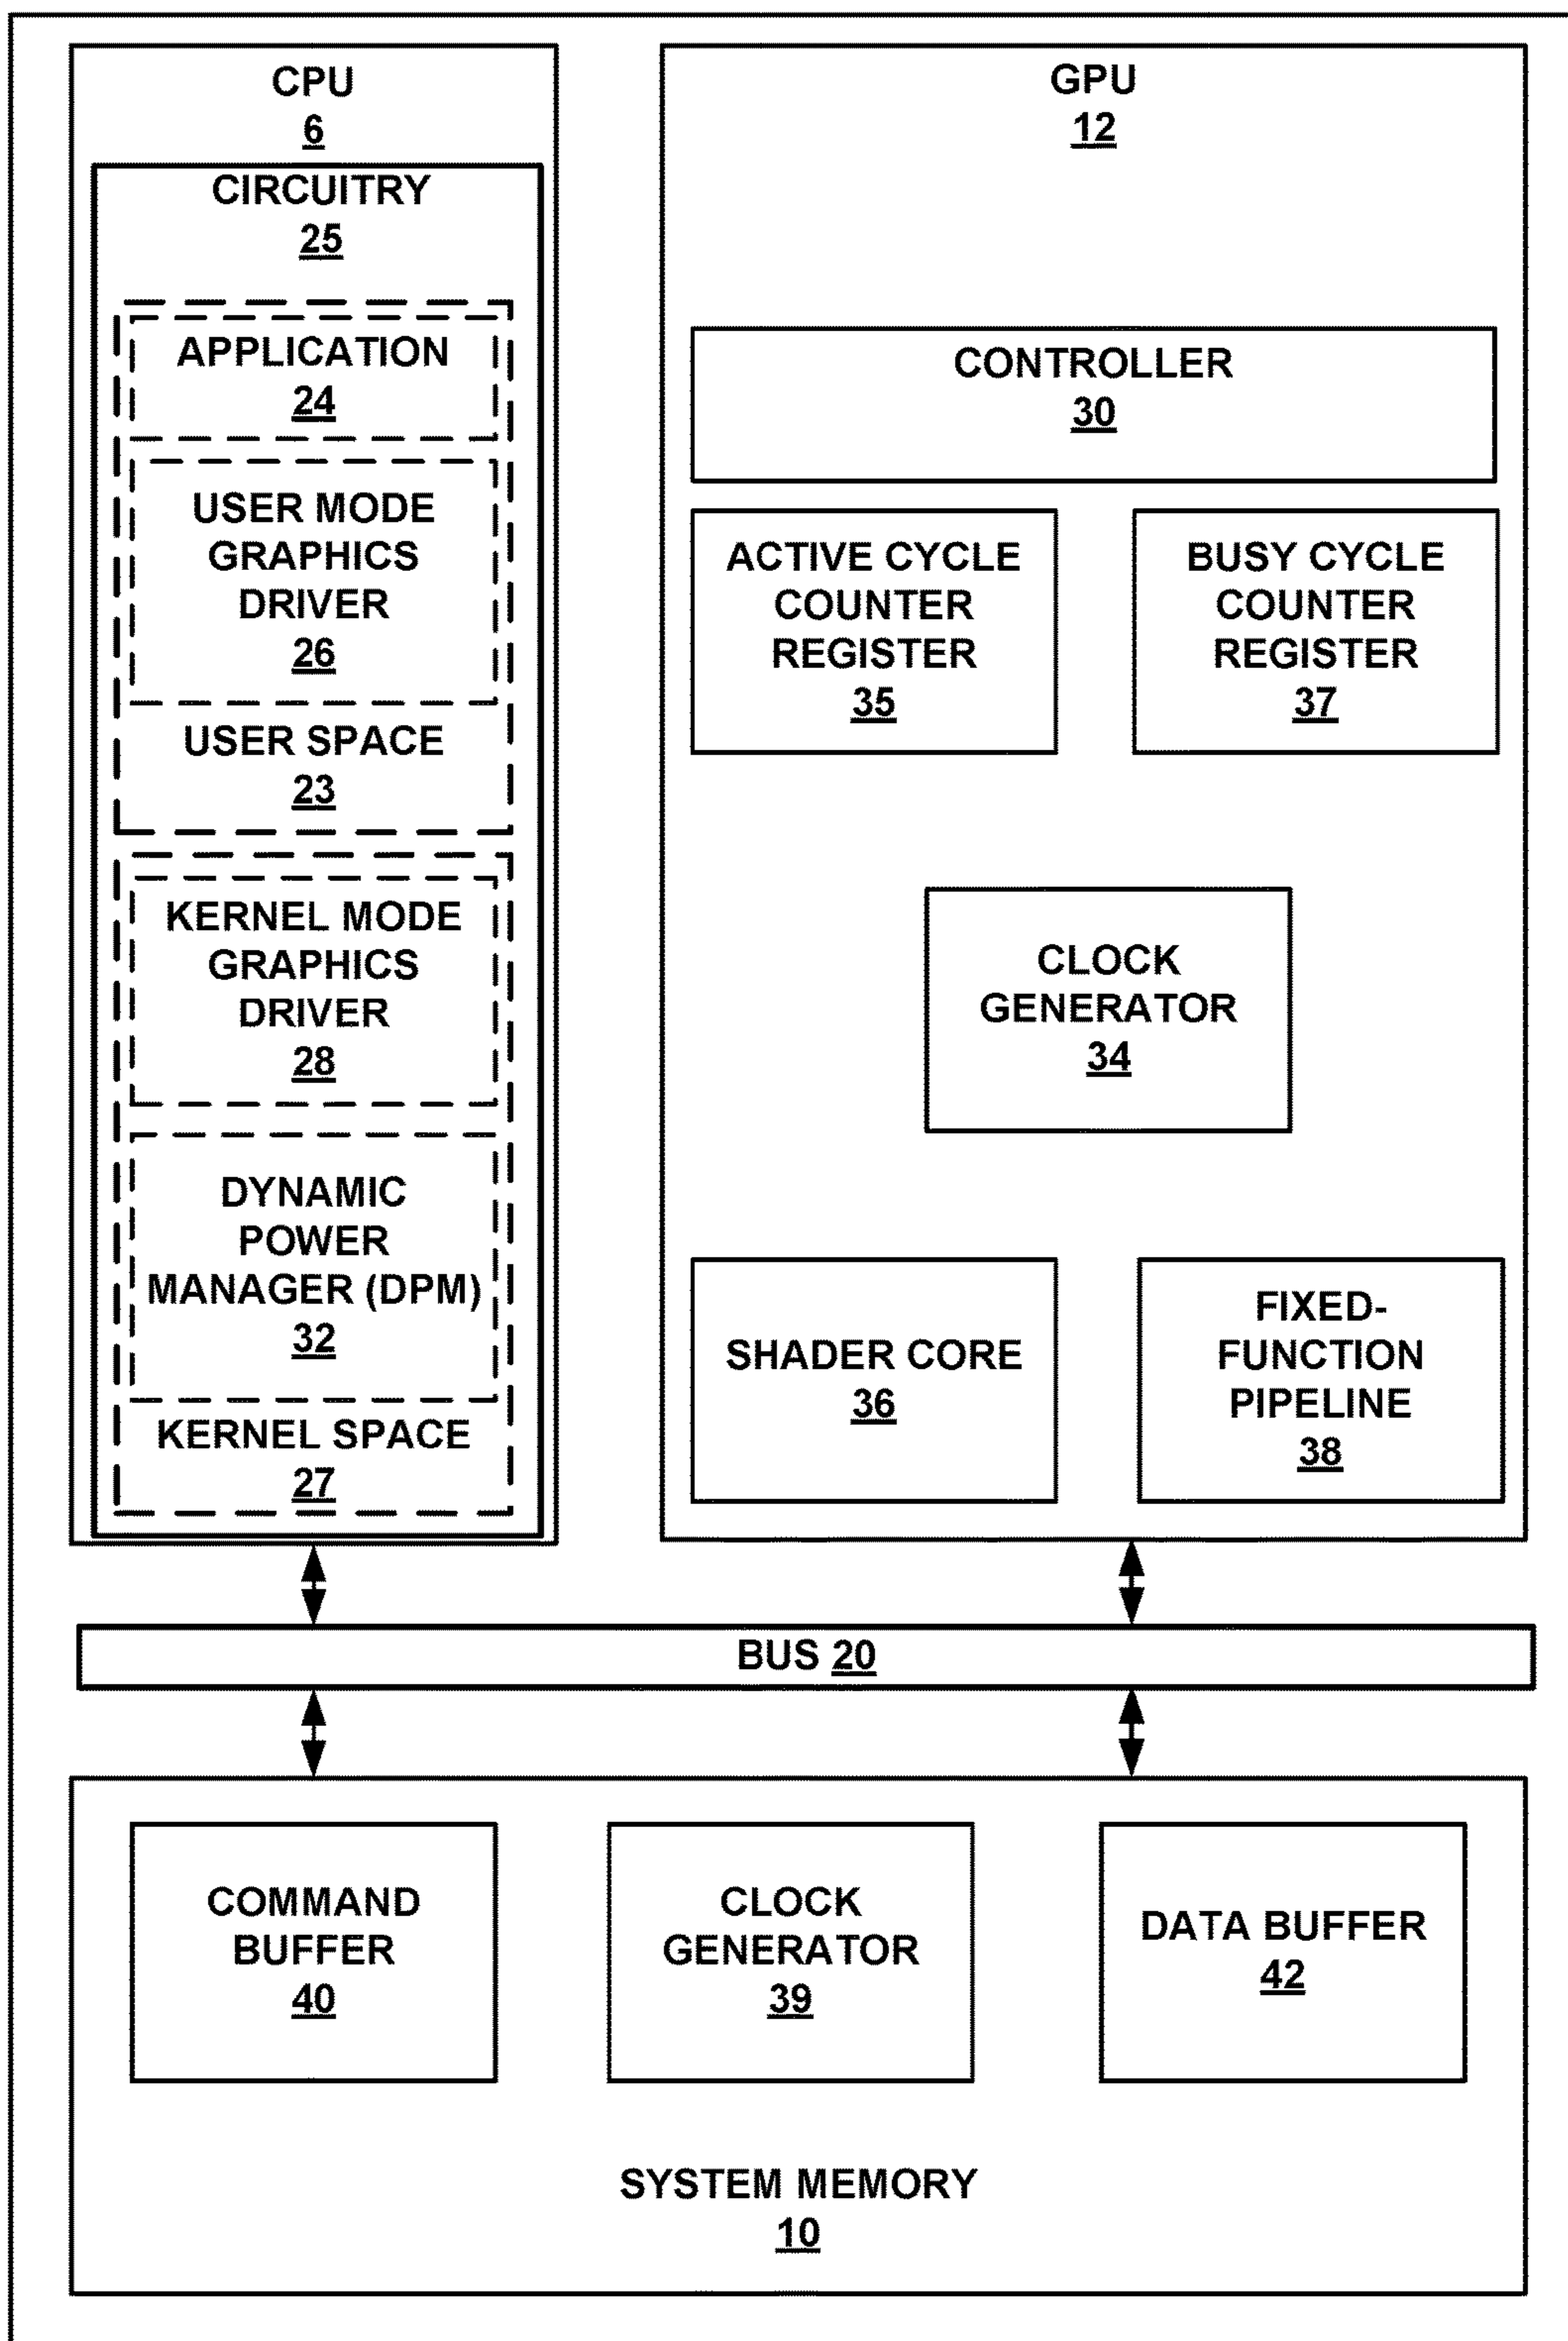 CPU
6
CIRCUITRY
25
APPLICATION
24
USER MODE
GRAPHICS
DRIVER
26
USER SPACE
23
KERNEL MODE
GRAPHICS
DRIVER
28
DYNAMIC
POWER
MANAGER (DPM)
32
KERNEL SPACE
27
GPU
12
CONTROLLER
30
ACTIVE CYCLE
COUNTER
REGISTER
35
BUSY CYCLE
COUNTER
REGISTER
37
CLOCK
GENERATOR
34
SHADER CORE
36
FIXED-
FUNCTION
PIPELINE
38
BUS 20
COMMAND
BUFFER
40
CLOCK
GENERATOR
39
DATA BUFFER
42
SYSTEM MEMORY
10